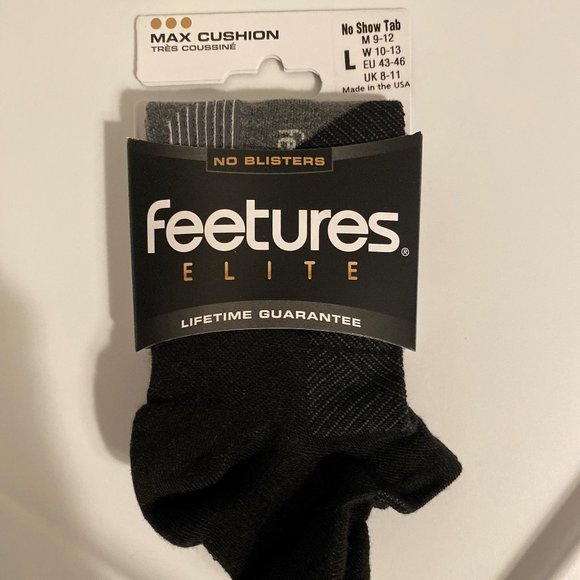 MAX CUSHION
TRÈS COUSSINÉ
No Show Tab
M 9-12
L W 10-13
EU 43-46
UK 8-11
Made in the USA
NO BLISTERS
feetures®
ELITE
LIFETIME GUARANTEE